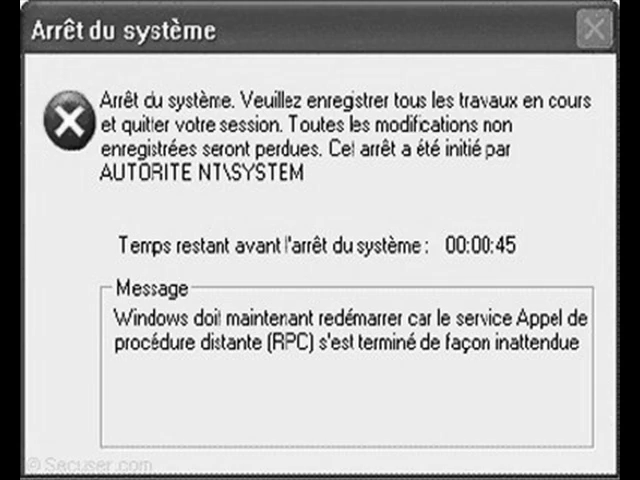 Arrêt du système
Arrêt du système. Veuillez enregistrer tous les travaux en cours
et quitter votre session. Toutes les modifications non
enregistrées seront perdues. Cet arrêt a été initié par
AUTORITE NT\SYSTEM
Temps restant avant l'arrêt du système : 00:00:45
Message
Windows doit maintenant redémarrer car le service Appel de
procédure distante (RPC) s'est terminé de façon inattendue
© Secuser.com